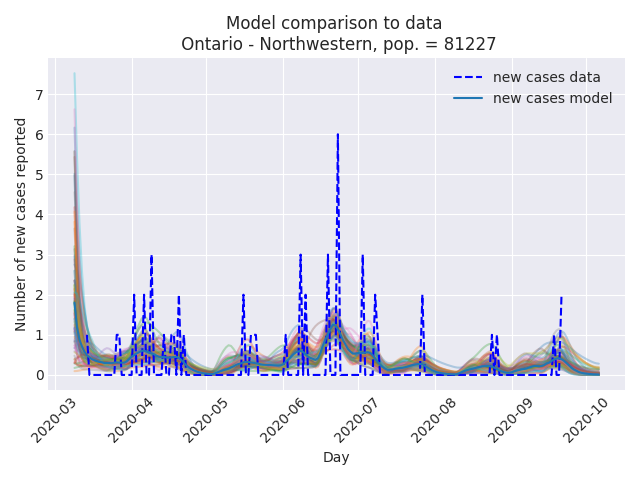 Model comparison to data
Ontario - Northwestern, pop. = 81227
new cases data
new cases model
Number of new cases reported
7
6
5
4
3
2
1
0
2020-03
2020-04
2020-05
2020-06
2020-07
2020-08
2020-09
2020-10
Day